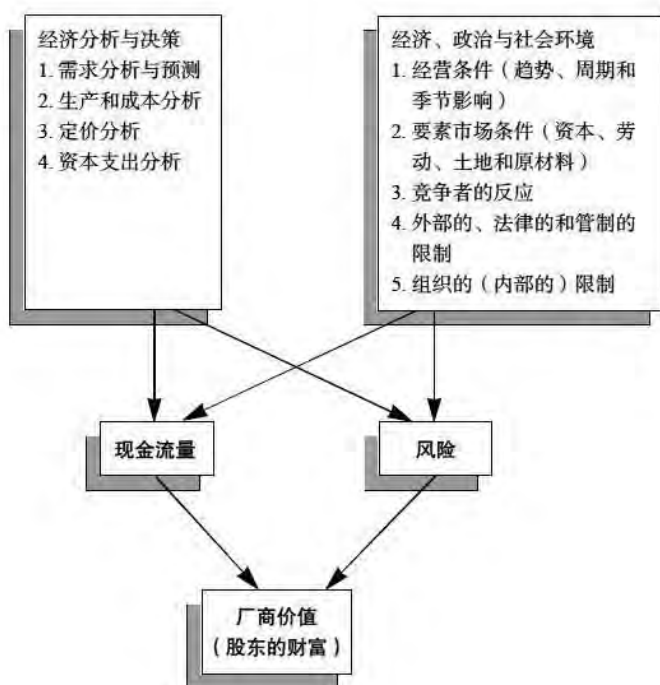 经济分析与决策
1. 需求分析与预测
2. 生产和成本分析
3. 定价分析
4. 资本支出分析
经济、政治与社会环境
1. 经营条件（趋势、周期和
季节影响）
2. 要素市场条件（资本、劳
动、土地和原材料）
3. 竞争者的反应
4. 外部的、法律的和管制的
限制
5. 组织的（内部的）限制
现金流量
风险
厂商价值
（股东的财富）